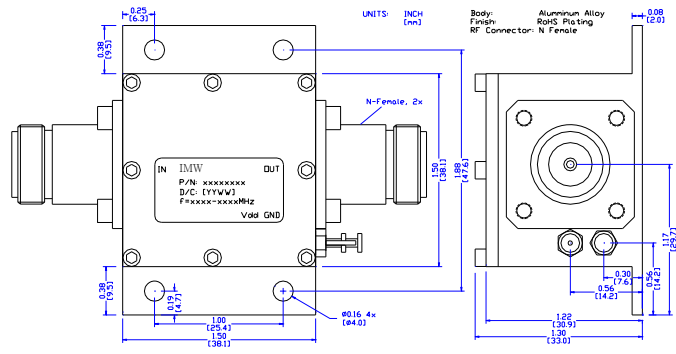 UNITS: INCH
[mm]
Body: Aluminum Alloy
Finish: RoHS Plating
RF Connector: N Female
0.25
[6.3]
0.08
[2.0]
0.38
[9.5]
N-Female, 2x
IN IMW OUT
P/N: xxxxxxxx
D/C: [YYWW]
f=xxxx-xxxxMHz
Vdd GND
1.50
[38.1]
1.88
[47.6]
1.17
[29.7]
0.56
[14.2]
0.30
[7.6]
0.56
[14.2]
0.38
[9.5]
0.19
[4.7]
1.00
[25.4]
1.50
[38.1]
Ø0.16 4x
[Ø4.0]
1.22
[30.9]
1.30
[33.0]